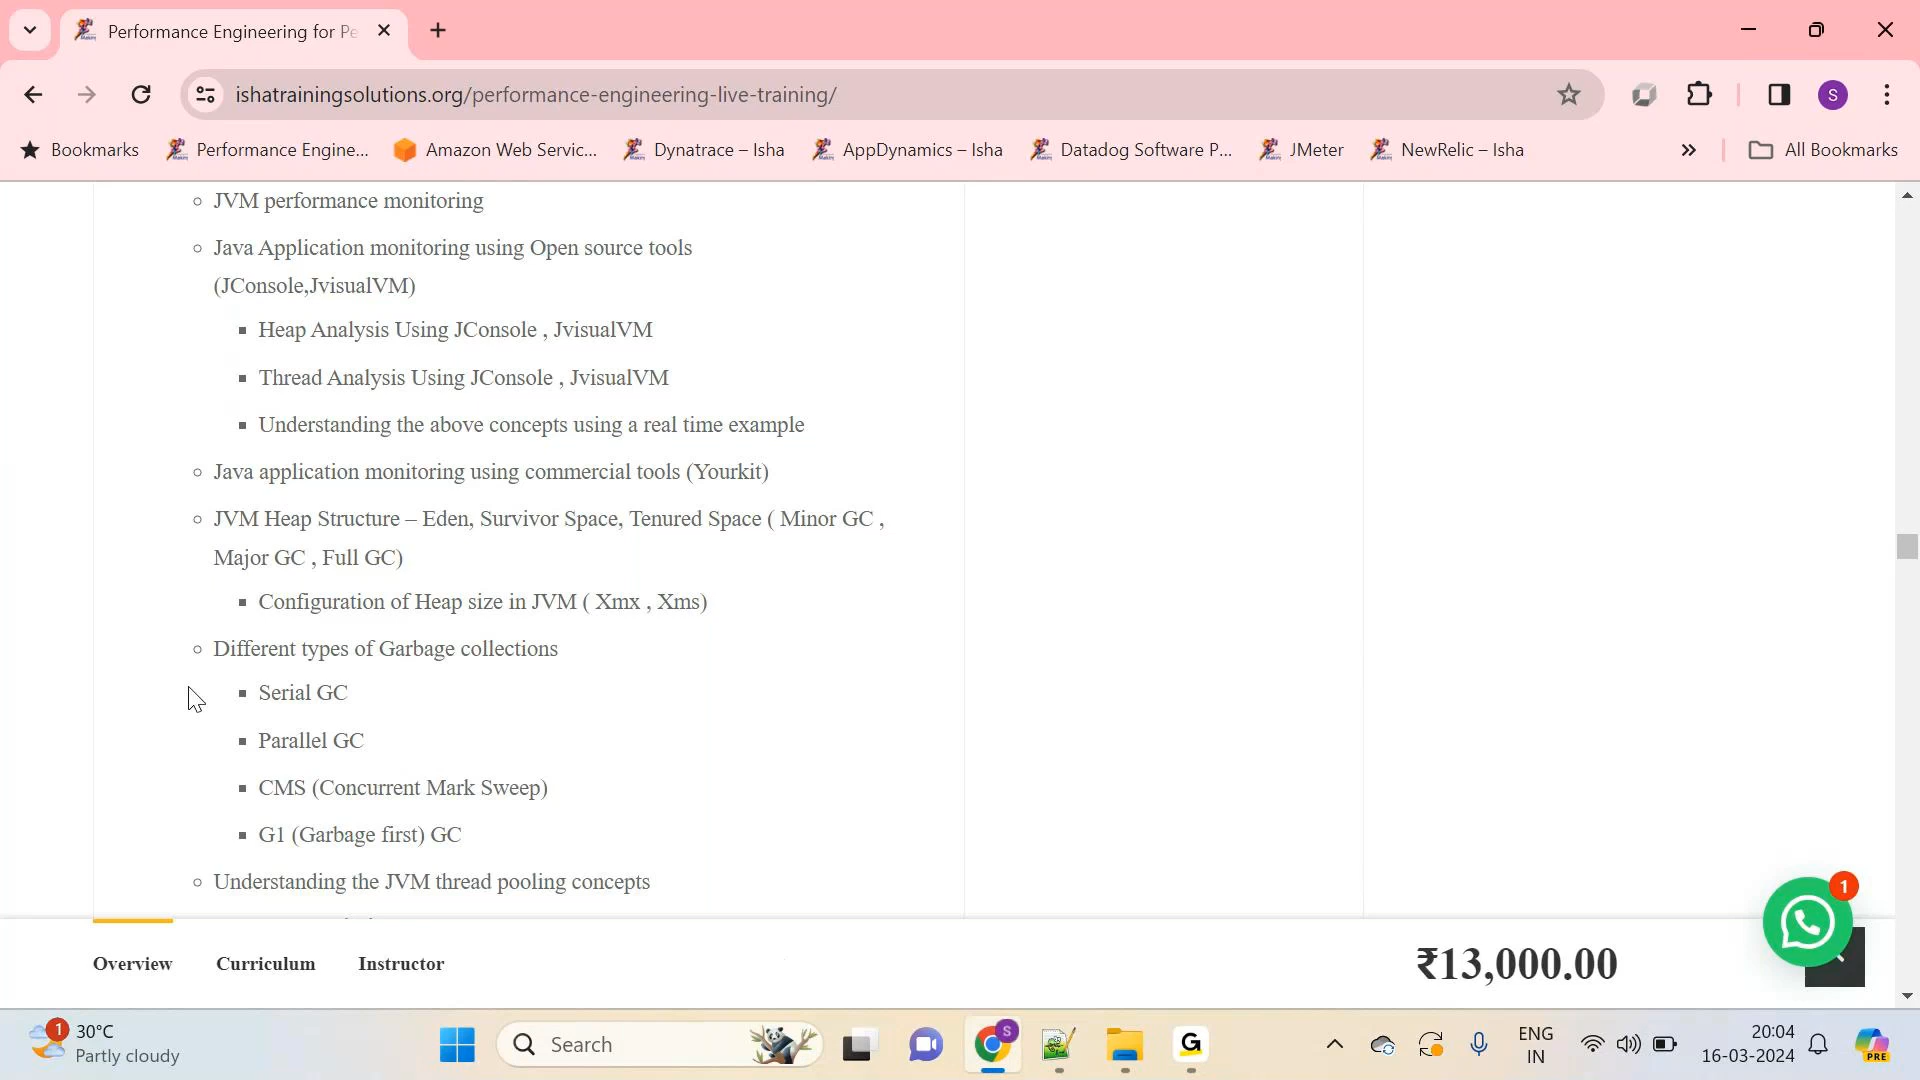 Performance Engineering for Pe
ishatrainingsolutions.org/performance-engineering-live-training/
S
Bookmarks
Performance Engine...
Amazon Web Servic...
Dynatrace – Isha
AppDynamics – Isha
Datadog Software P...
JMeter
NewRelic – Isha
»
All Bookmarks
JVM performance monitoring
Java Application monitoring using Open source tools
(JConsole,JvisualVM)
Heap Analysis Using JConsole , JvisualVM
Thread Analysis Using JConsole , JvisualVM
Understanding the above concepts using a real time example
Java application monitoring using commercial tools (Yourkit)
JVM Heap Structure – Eden, Survivor Space, Tenured Space ( Minor GC ,
Major GC , Full GC)
Configuration of Heap size in JVM ( Xmx , Xms)
Different types of Garbage collections
Serial GC
Parallel GC
CMS (Concurrent Mark Sweep)
G1 (Garbage first) GC
Understanding the JVM thread pooling concepts
1
Overview
Curriculum
Instructor
₹13,000.00
1
30°C
Partly cloudy
Search
S
G
ENG
IN
20:04
16-03-2024
PRE